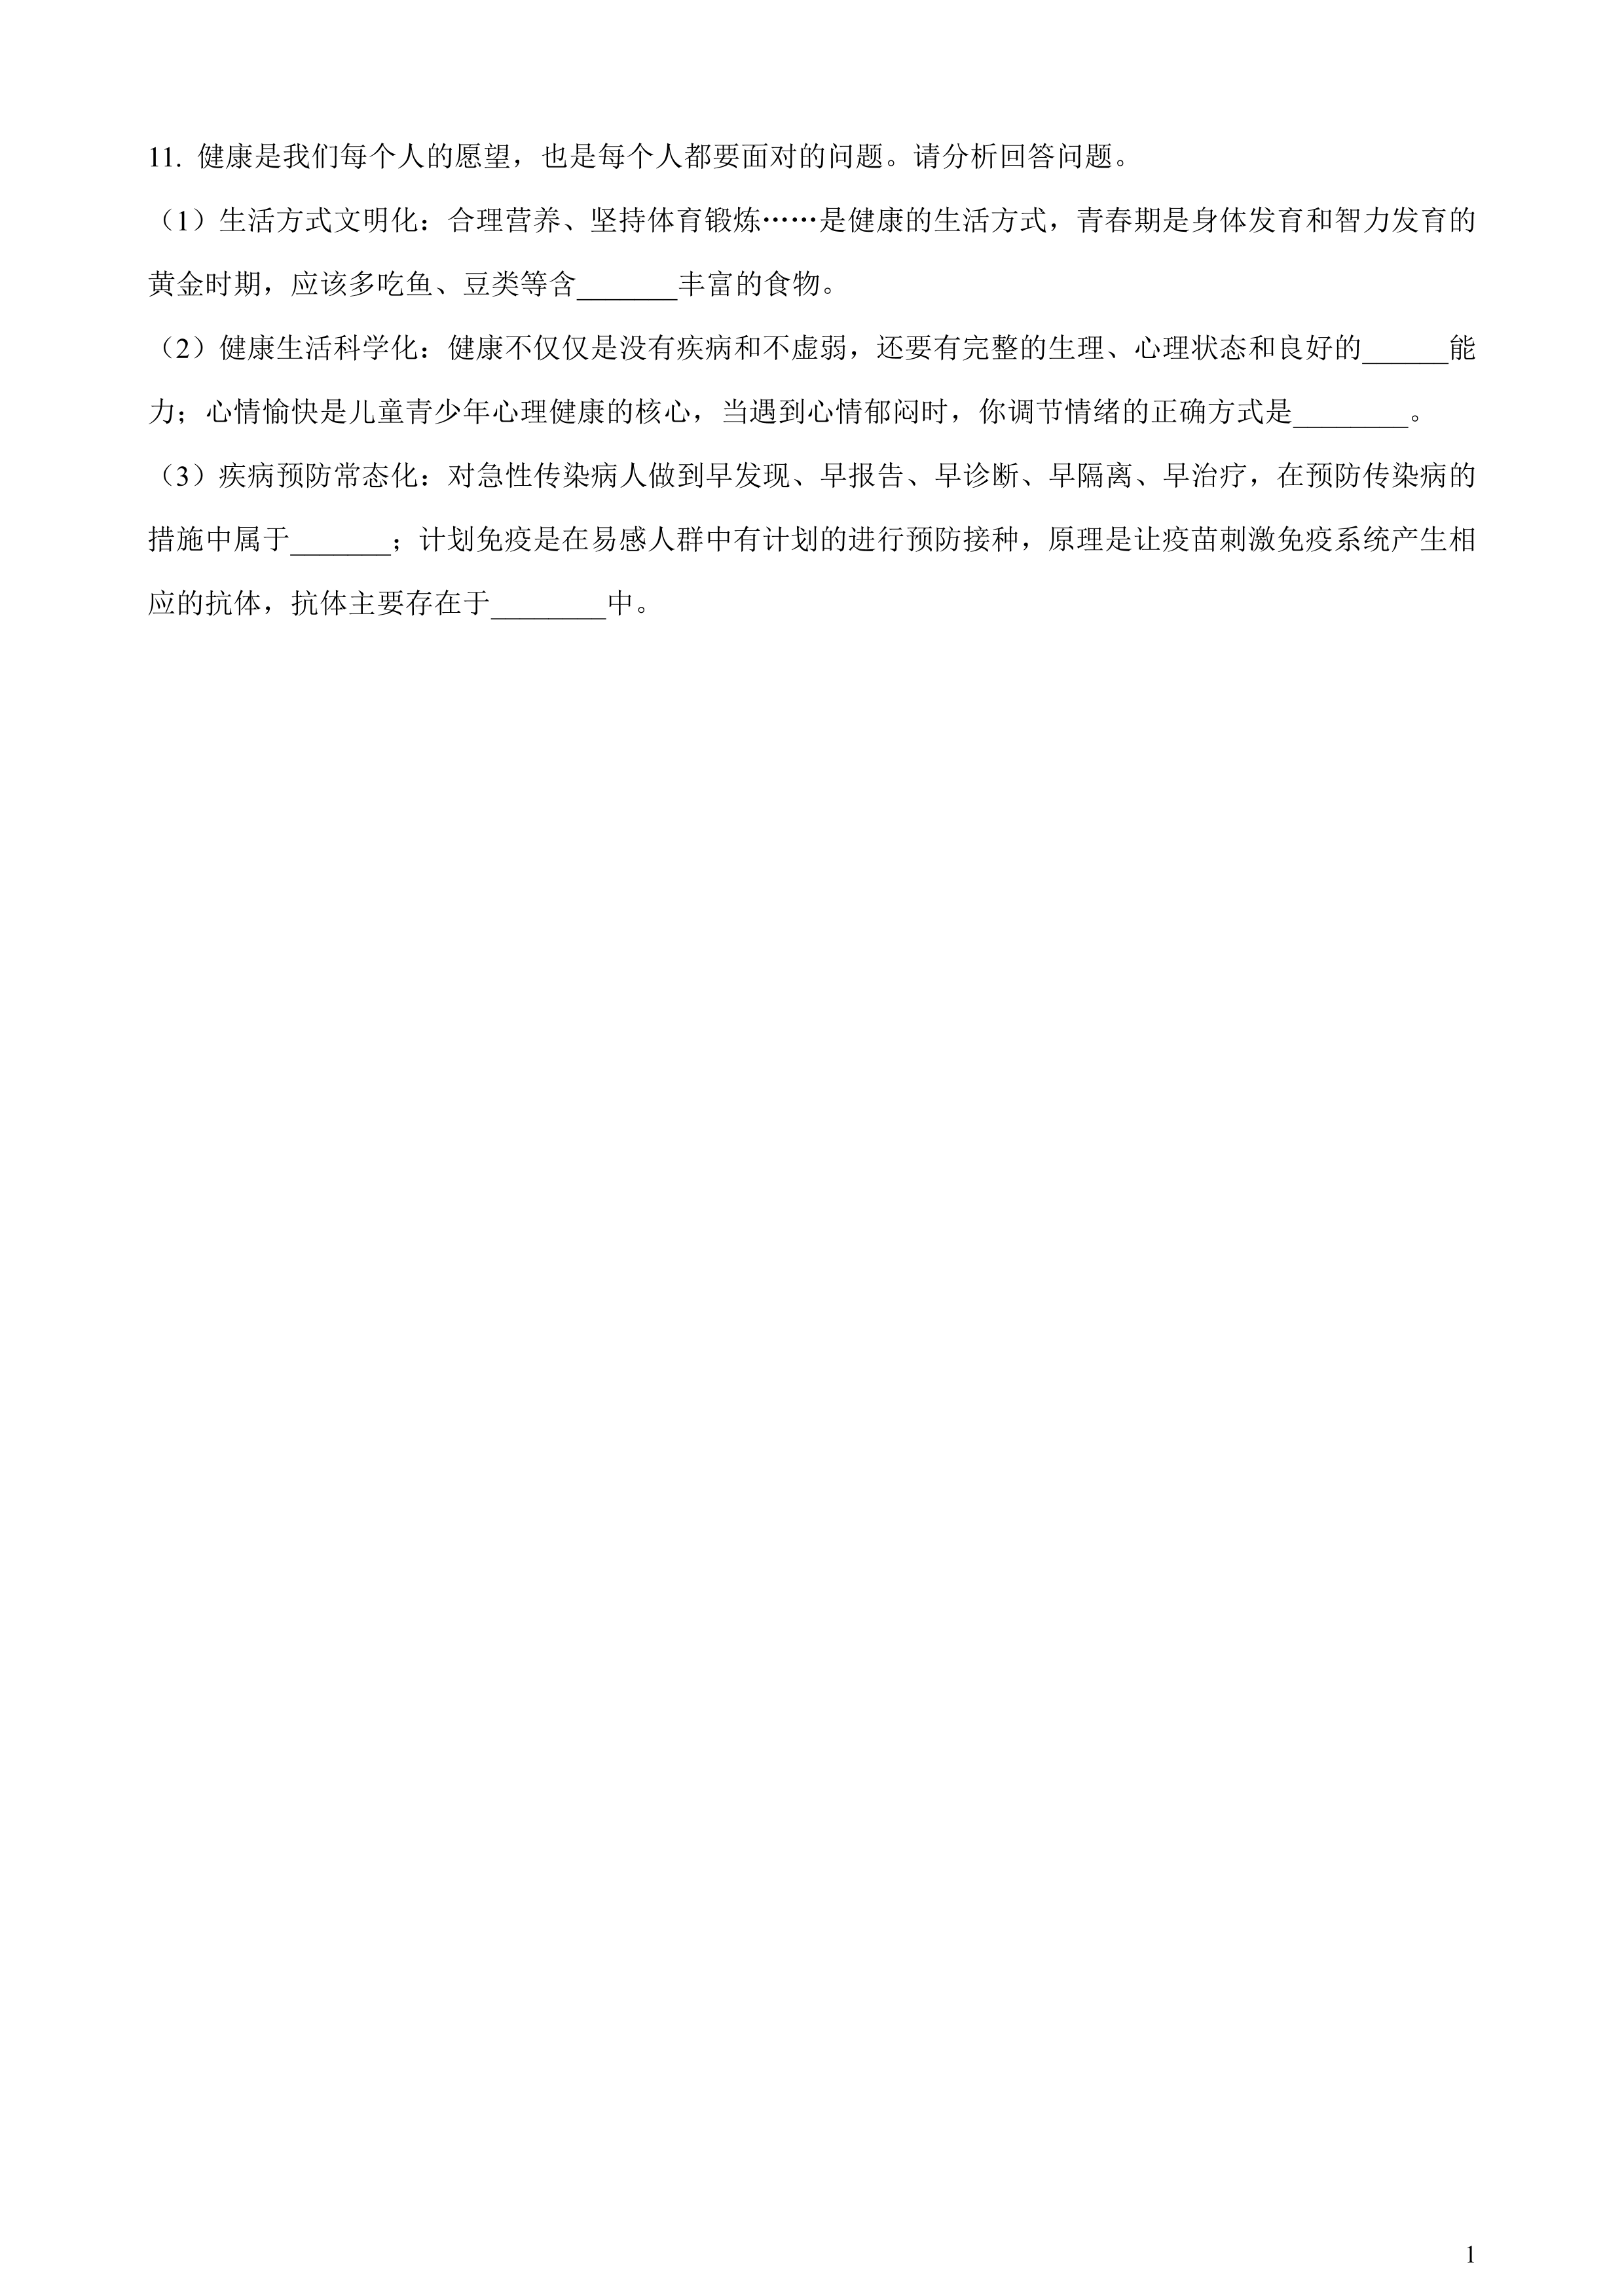 11. 健康是我们每个人的愿望，也是每个人都要面对的问题。请分析回答问题。
（1）生活方式文明化：合理营养、坚持体育锻炼……是健康的生活方式，青春期是身体发育和智力发育的
黄金时期，应该多吃鱼、豆类等含_______丰富的食物。
（2）健康生活科学化：健康不仅仅是没有疾病和不虚弱，还要有完整的生理、心理状态和良好的______能
力；心情愉快是儿童青少年心理健康的核心，当遇到心情郁闷时，你调节情绪的正确方式是________。
（3）疾病预防常态化：对急性传染病人做到早发现、早报告、早诊断、早隔离、早治疗，在预防传染病的
措施中属于_______；计划免疫是在易感人群中有计划的进行预防接种，原理是让疫苗刺激免疫系统产生相
应的抗体，抗体主要存在于________中。
1